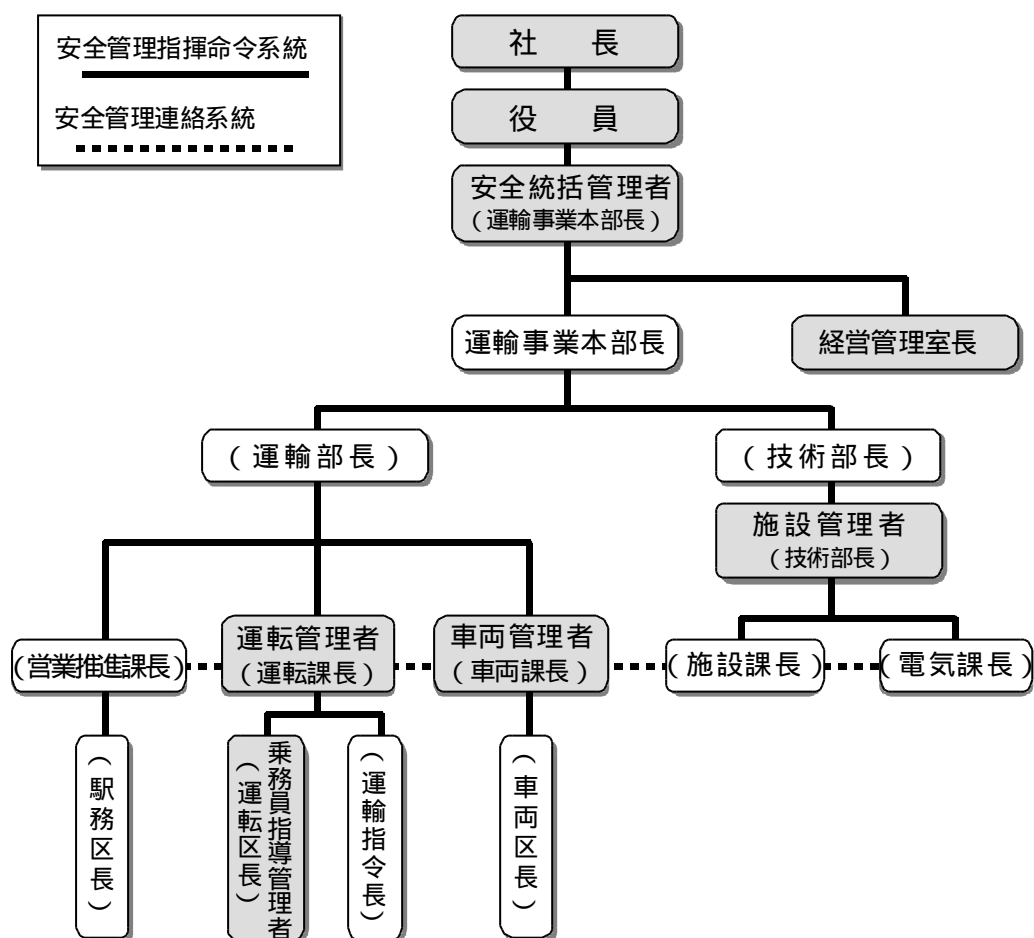 安全管理指揮命令系統
安全管理連絡系統
社 長
役 員
安全統括管理者
(運輸事業本部長)
運輸事業本部長
経営管理室長
(運輸部長)
(技術部長)
施設管理者
(技術部長)
(営業推進課長)
運転管理者
(運転課長)
車両管理者
(車両課長)
(施設課長)
(電気課長)
(駅務区長)
乗務員指導管理者
(運転区長)
(運輸指令長)
(車両区長)